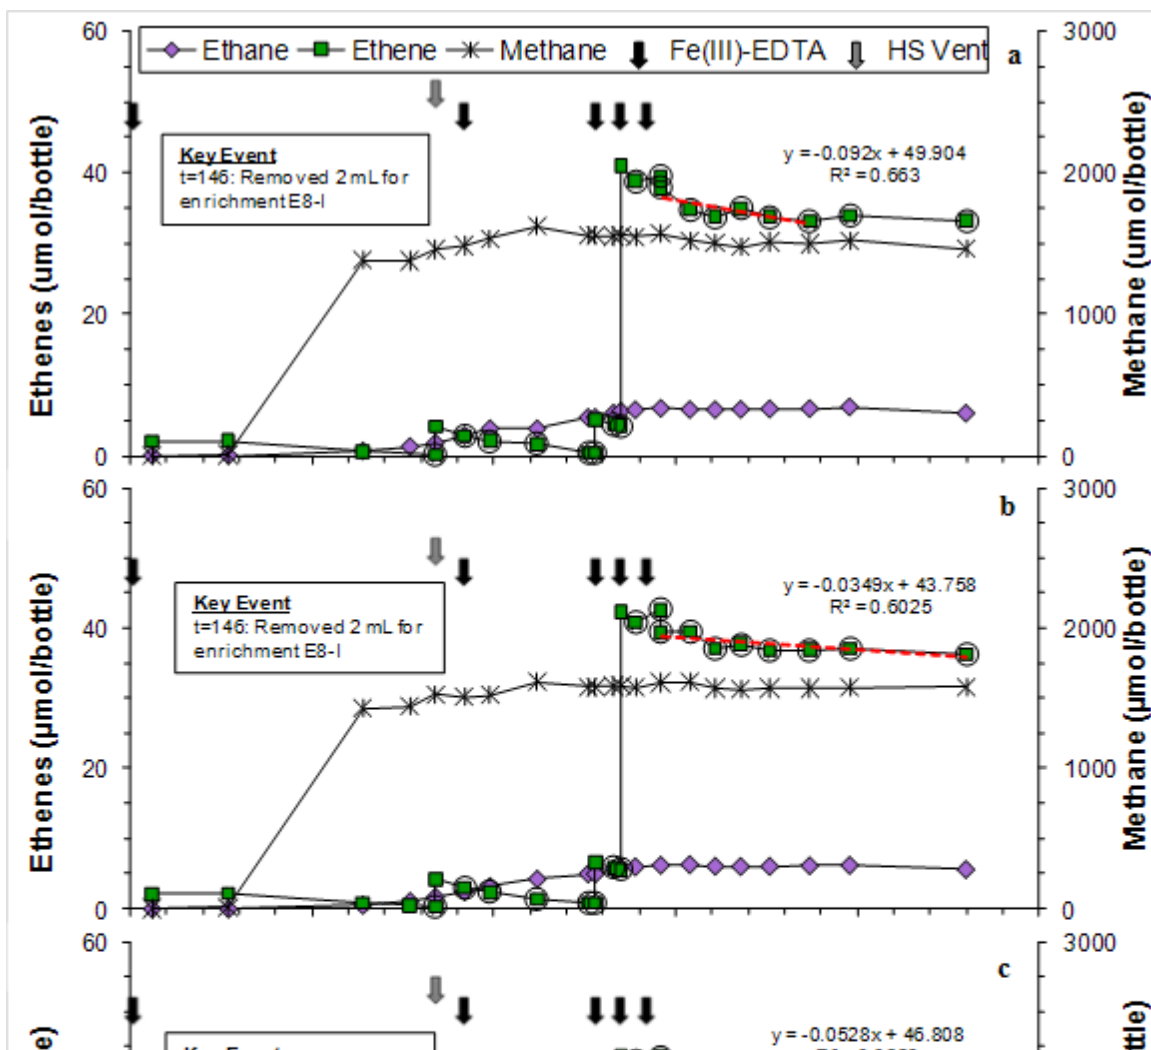 60
3000
Ethane Ethene Methane Fe(III)-EDTA HS Vent
a
Key Event
t=146: Removed 2 mL for
enrichment E8-I
y = -0.092x + 49.904
R² = 0.663
40
2000
20
1000
0
0
Ethenes (umol/bottle)
Methane (umol/bottle)
60
3000
b
Key Event
t=146: Removed 2 mL for
enrichment E8-I
y = -0.0349x + 43.758
R² = 0.6025
40
2000
20
1000
0
0
Ethenes (µmol/bottle)
Methane (µmol/bottle)
60
3000
c
y = -0.0528x + 46.808